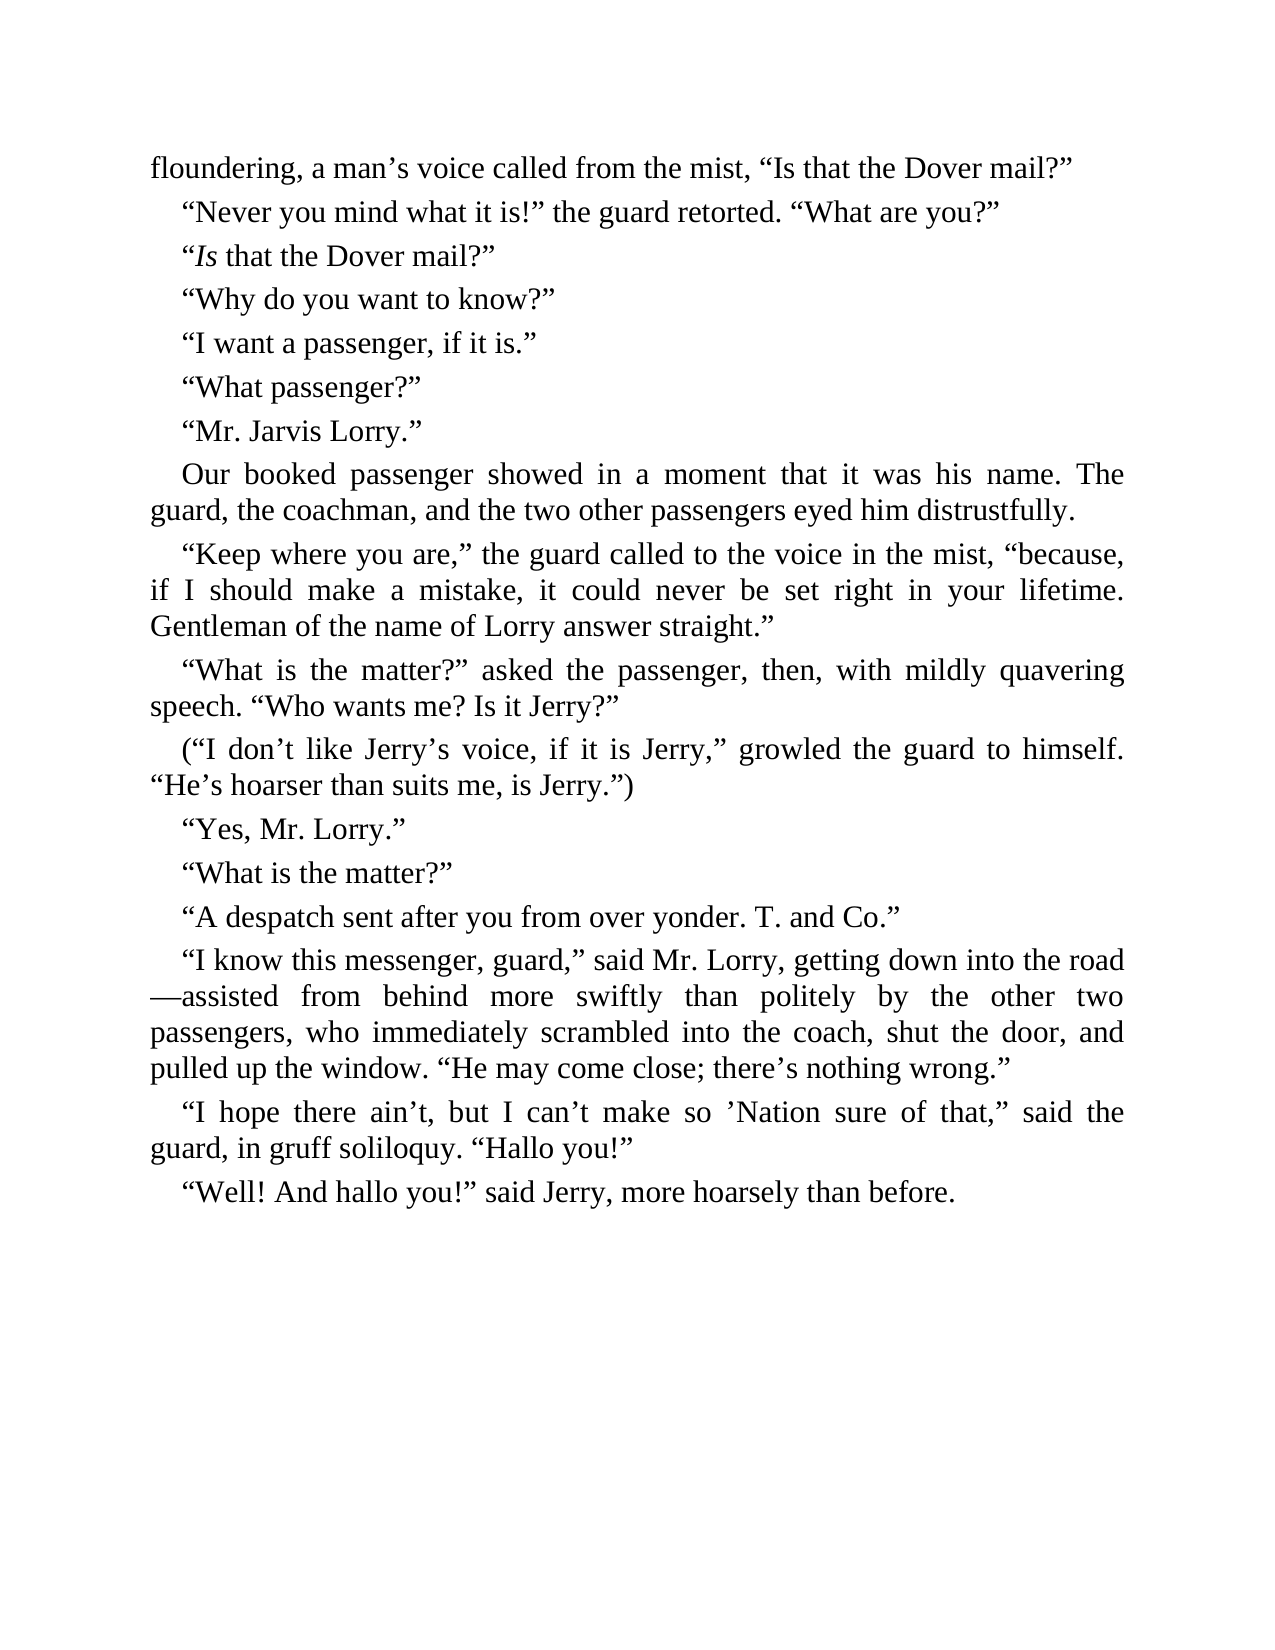 floundering, a man’s voice called from the mist, “Is that the Dover mail?”
“Never you mind what it is!” the guard retorted. “What are you?”
“Is that the Dover mail?”
“Why do you want to know?”
“I want a passenger, if it is.”
“What passenger?”
“Mr. Jarvis Lorry.”
Our booked passenger showed in a moment that it was his name. The
guard, the coachman, and the two other passengers eyed him distrustfully.
“Keep where you are,” the guard called to the voice in the mist, “because,
if I should make a mistake, it could never be set right in your lifetime.
Gentleman of the name of Lorry answer straight.”
“What is the matter?” asked the passenger, then, with mildly quavering
speech. “Who wants me? Is it Jerry?”
(“I don’t like Jerry’s voice, if it is Jerry,” growled the guard to himself.
“He’s hoarser than suits me, is Jerry.”)
“Yes, Mr. Lorry.”
“What is the matter?”
“A despatch sent after you from over yonder. T. and Co.”
“I know this messenger, guard,” said Mr. Lorry, getting down into the road
—assisted from behind more swiftly than politely by the other two
passengers, who immediately scrambled into the coach, shut the door, and
pulled up the window. “He may come close; there’s nothing wrong.”
“I hope there ain’t, but I can’t make so ’Nation sure of that,” said the
guard, in gruff soliloquy. “Hallo you!”
“Well! And hallo you!” said Jerry, more hoarsely than before.